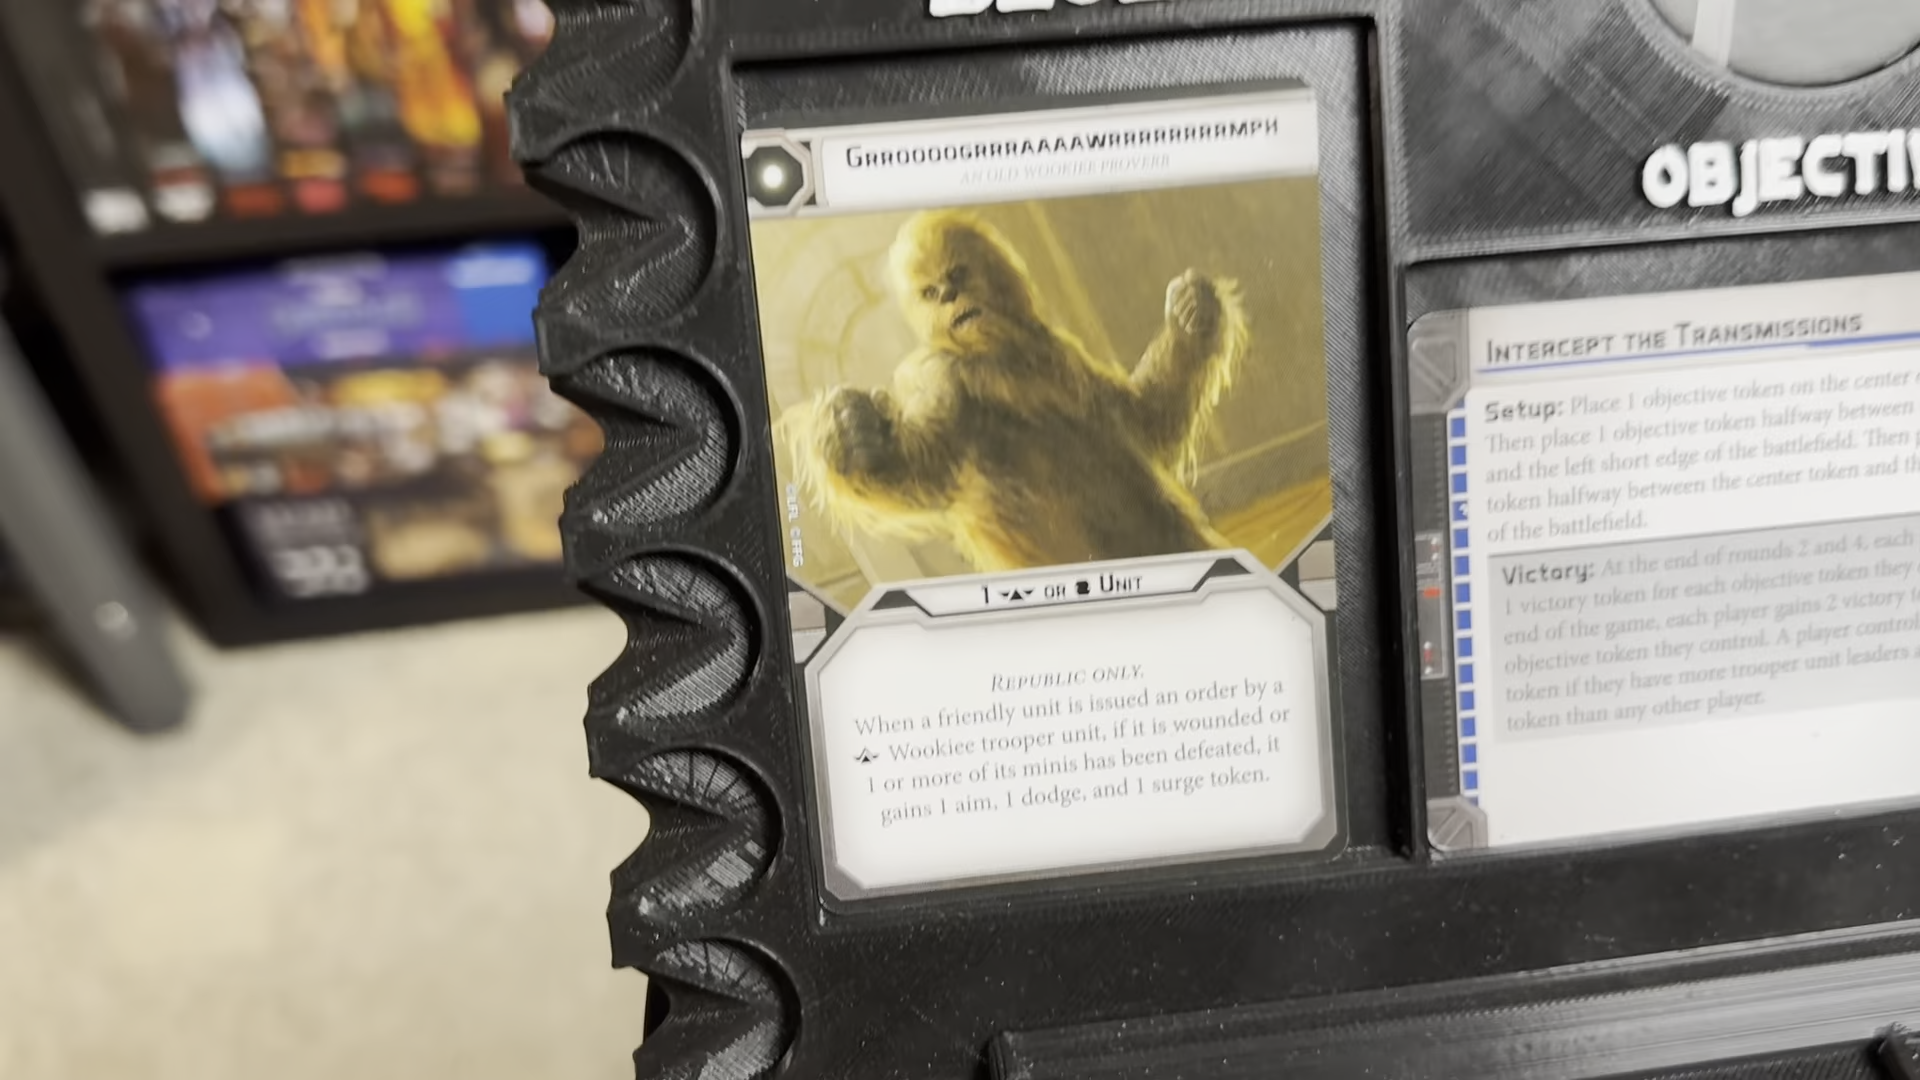 GRROOOOGRRRAAAAWRRRRRRRRRMPH
AN OLD WOOKIEE PROVERB
©LFL ©FFG
1 OR UNIT
REPUBLIC ONLY.
When a friendly unit is issued an order by a
Wookiee trooper unit, if it is wounded or
1 or more of its minis has been defeated, it
gains 1 aim, 1 dodge, and 1 surge token.
INTERCEPT THE TRANSMISSIONS
Setup: Place 1 objective token on the center
Then place 1 objective token halfway between
and the left short edge of the battlefield. Then
token halfway between the center token and
of the battlefield.
Victory: At the end of rounds 2 and 4, each
1 victory token for each objective token they
end of the game, each player gains 2 victory
objective token they control. A player
token if they have more trooper unit leaders
token than any other player.